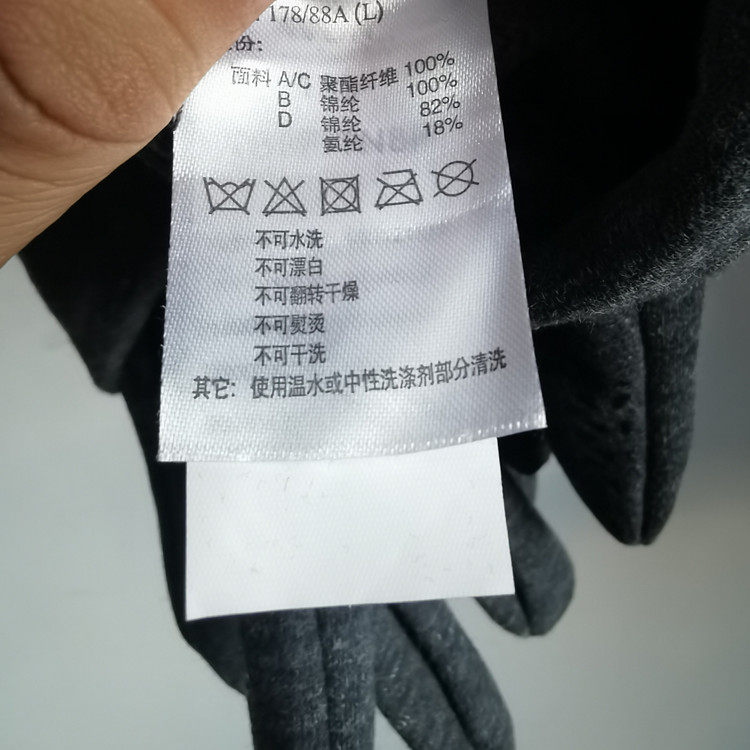 178/88A (L)
份:
面料 A/C 聚酯纤维 100%
B 锦纶 100%
D 锦纶 82%
氨纶 18%
不可水洗
不可漂白
不可翻转干燥
不可熨烫
不可干洗
其它: 使用温水或中性洗涤剂部分清洗